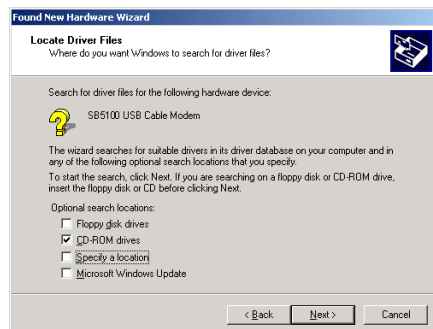 Found New Hardware Wizard
Locate Driver Files
Where do you want Windows to search for driver files?
Search for driver files for the following hardware device:
SB5100 USB Cable Modem
The wizard searches for suitable drivers in its driver database on your computer and in
any of the following optional search locations that you specify.
To start the search, click Next. If you are searching on a floppy disk or CD-ROM drive,
insert the floppy disk or CD before clicking Next.
Optional search locations:
Floppy disk drives
CD-ROM drives
Specify a location
Microsoft Windows Update
< Back Next > Cancel